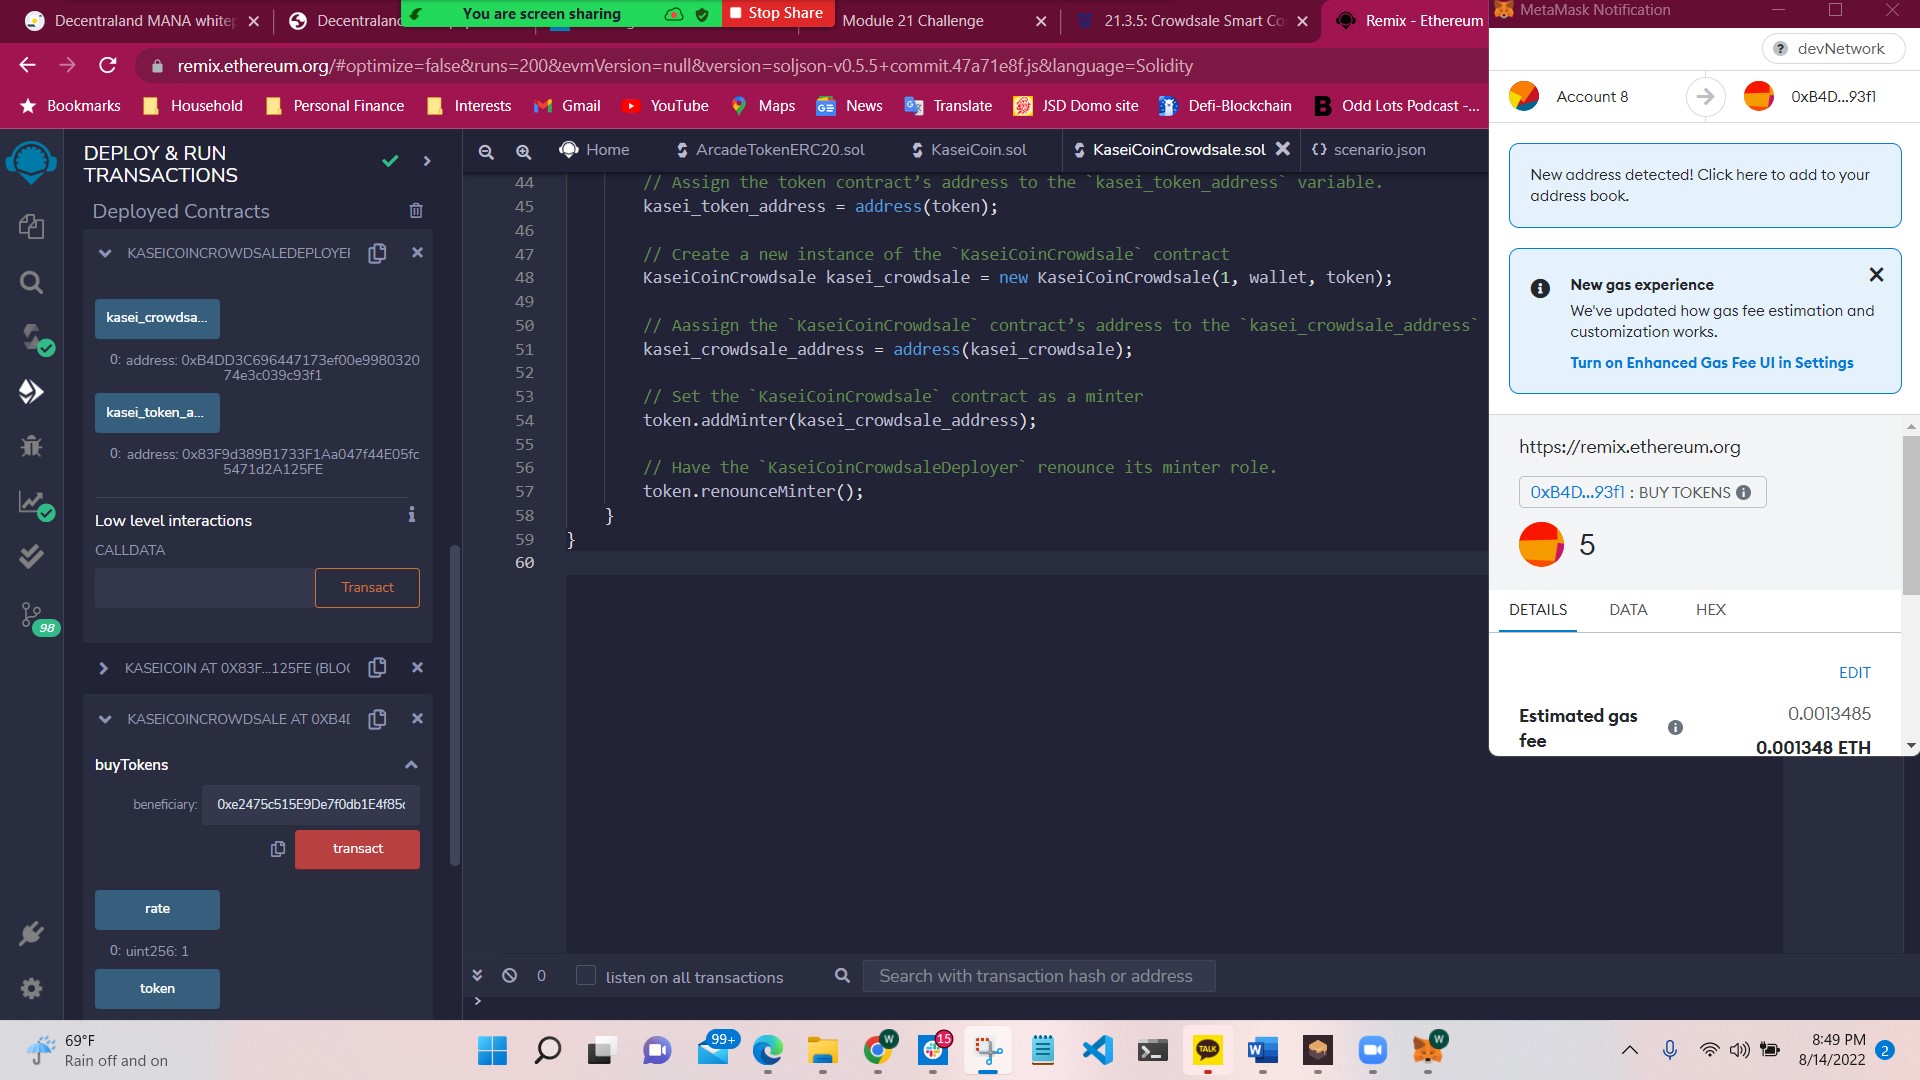 Decentraland MANA whitep
Decentraland
You are screen sharing
Stop Share
Module 21 Challenge
21.3.5: Crowdsale Smart Co
Remix - Ethereum
MetaMask Notification
remix.ethereum.org/#optimize=false&runs=200&evmVersion=null&version=soljson-v0.5.5+commit.47a71e8f.js&language=Solidity
Bookmarks
Household
Personal Finance
Interests
Gmail
YouTube
Maps
News
Translate
JSD Domo site
Defi-Blockchain
Odd Lots Podcast -...
DEPLOY & RUN
TRANSACTIONS
Deployed Contracts
KASEICOINCROWDSALEDEPLOYE
kasei_crowdsa...
0: address: 0xB4DD3C696447173ef00e9980320
74e3c039c93f1
kasei_token_a...
0: address: 0x83F9d389B1733F1Aa047f44E05fc
5471d2A125FE
Low level interactions
CALLDATA
Transact
98
KASEICOIN AT 0X83F...125FE (BLO
KASEICOINCROWDSALE AT 0XB4
buyTokens
beneficiary:
0xe2475c515E9De7f0db1E4f85
transact
rate
0: uint256: 1
token
Home
ArcadeTokenERC20.sol
KaseiCoin.sol
KaseiCoinCrowdsale.sol
scenario.json
44 // Assign the token contract’s address to the `kasei_token_address` variable.
45 kasei_token_address = address(token);
46
47 // Create a new instance of the `KaseiCoinCrowdsale` contract
48 KaseiCoinCrowdsale kasei_crowdsale = new KaseiCoinCrowdsale(1, wallet, token);
49
50 // Aassign the `KaseiCoinCrowdsale` contract’s address to the `kasei_crowdsale_address`
51 kasei_crowdsale_address = address(kasei_crowdsale);
52
53 // Set the `KaseiCoinCrowdsale` contract as a minter
54 token.addMinter(kasei_crowdsale_address);
55
56 // Have the `KaseiCoinCrowdsaleDeployer` renounce its minter role.
57 token.renounceMinter();
58 }
59 }
60
0
listen on all transactions
Search with transaction hash or address
>
devNetwork
Account 8
0xB4D...93f1
New address detected! Click here to add to your
address book.
New gas experience
We've updated how gas fee estimation and
customization works.
Turn on Enhanced Gas Fee UI in Settings
https://remix.ethereum.org
0xB4D...93f1 : BUY TOKENS
5
DETAILS
DATA
HEX
EDIT
Estimated gas
fee
0.0013485
0.001348 ETH
69°F
Rain off and on
99+
W
15
TALK
W
8:49 PM
8/14/2022
2